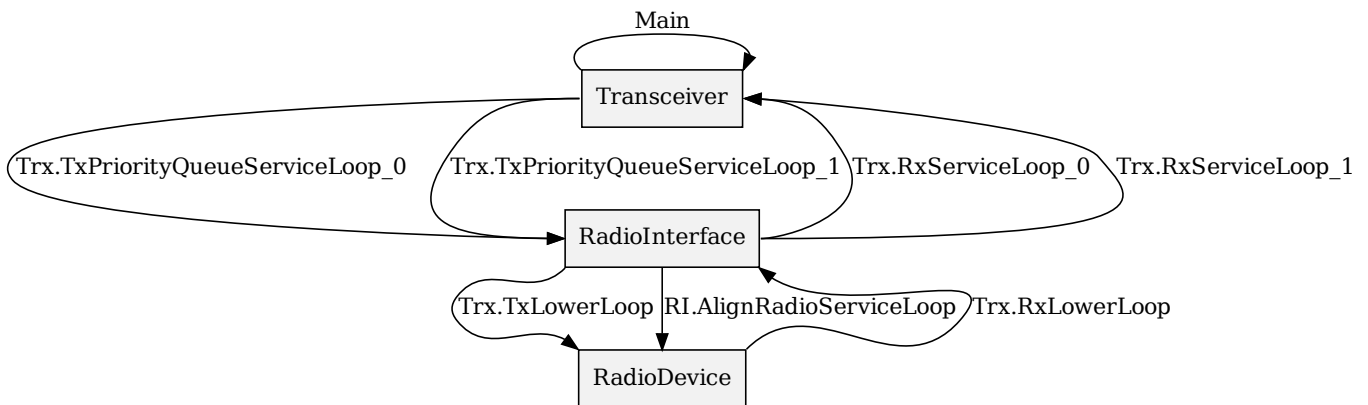 Main
Transceiver
Trx.TxPriorityQueueServiceLoop_0
Trx.TxPriorityQueueServiceLoop_1
Trx.RxServiceLoop_0
Trx.RxServiceLoop_1
RadioInterface
Trx.TxLowerLoop
RI.AlignRadioServiceLoop
Trx.RxLowerLoop
RadioDevice